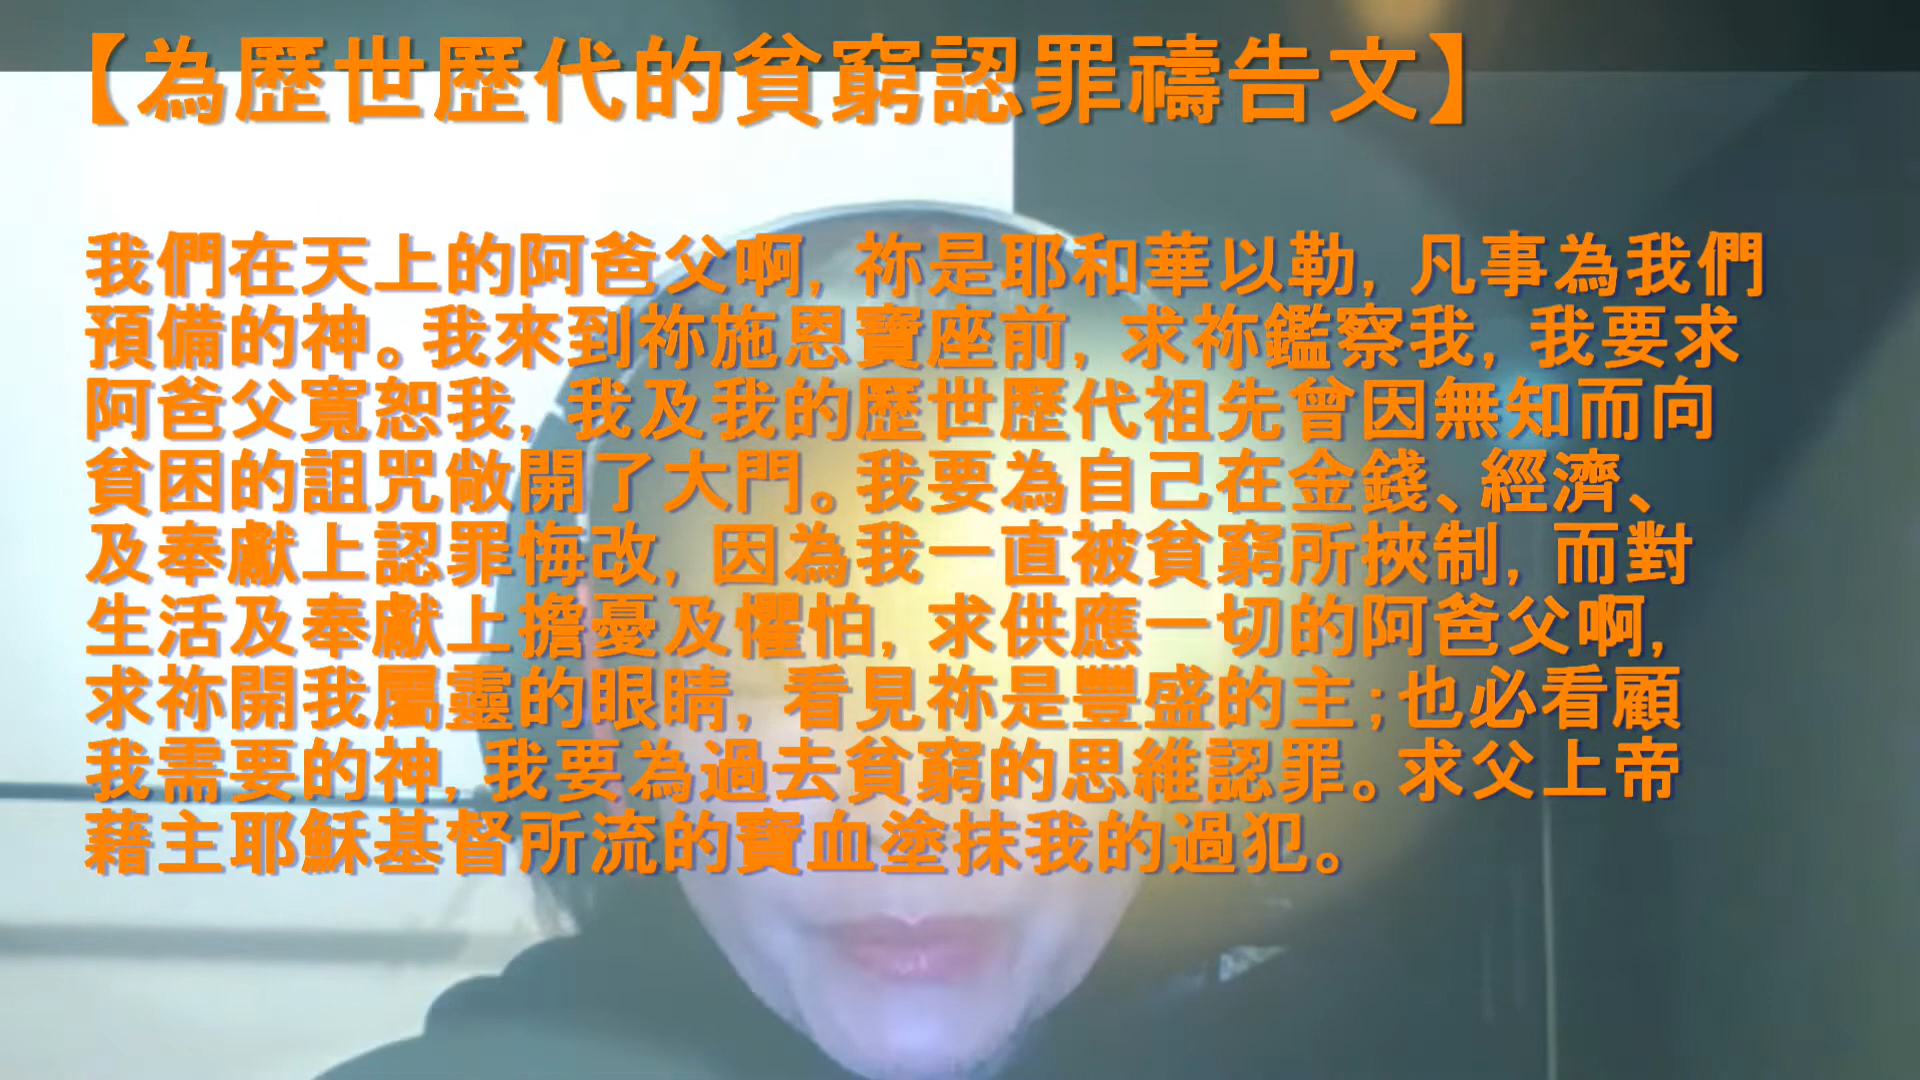 【為歷世歷代的貧窮認罪禱告文】
我們在天上的阿爸父啊, 祢是耶和華以勒, 凡事為我們
預備的神。我來到祢施恩寶座前, 求祢鑑察我, 我要求
阿爸父寬恕我, 我及我的歷世歷代祖先曾因無知而向
貧困的詛咒敞開了大門。我要為自己在金錢、經濟、
及奉獻上認罪悔改, 因為我一直被貧窮所挾制, 而對
生活及奉獻上擔憂及懼怕, 求供應一切的阿爸父啊,
求祢開我屬靈的眼睛, 看見祢是豐盛的主;也必看顧
我需要的神, 我要為過去貧窮的思維認罪。求父上帝
藉主耶穌基督所流的寶血塗抹我的過犯。